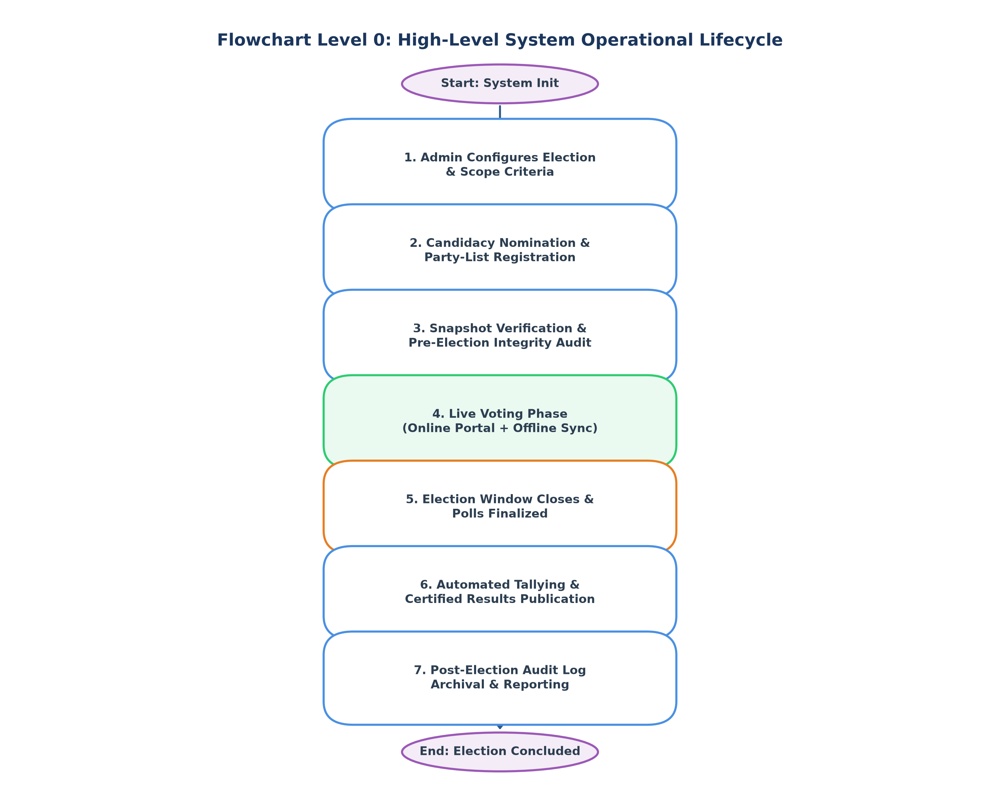 Flowchart Level 0: High-Level System Operational Lifecycle
Start: System Init
1. Admin Configures Election
& Scope Criteria
2. Candidacy Nomination &
Party-List Registration
3. Snapshot Verification &
Pre-Election Integrity Audit
4. Live Voting Phase
(Online Portal + Offline Sync)
5. Election Window Closes &
Polls Finalized
6. Automated Tallying &
Certified Results Publication
7. Post-Election Audit Log
Archival & Reporting
End: Election Concluded